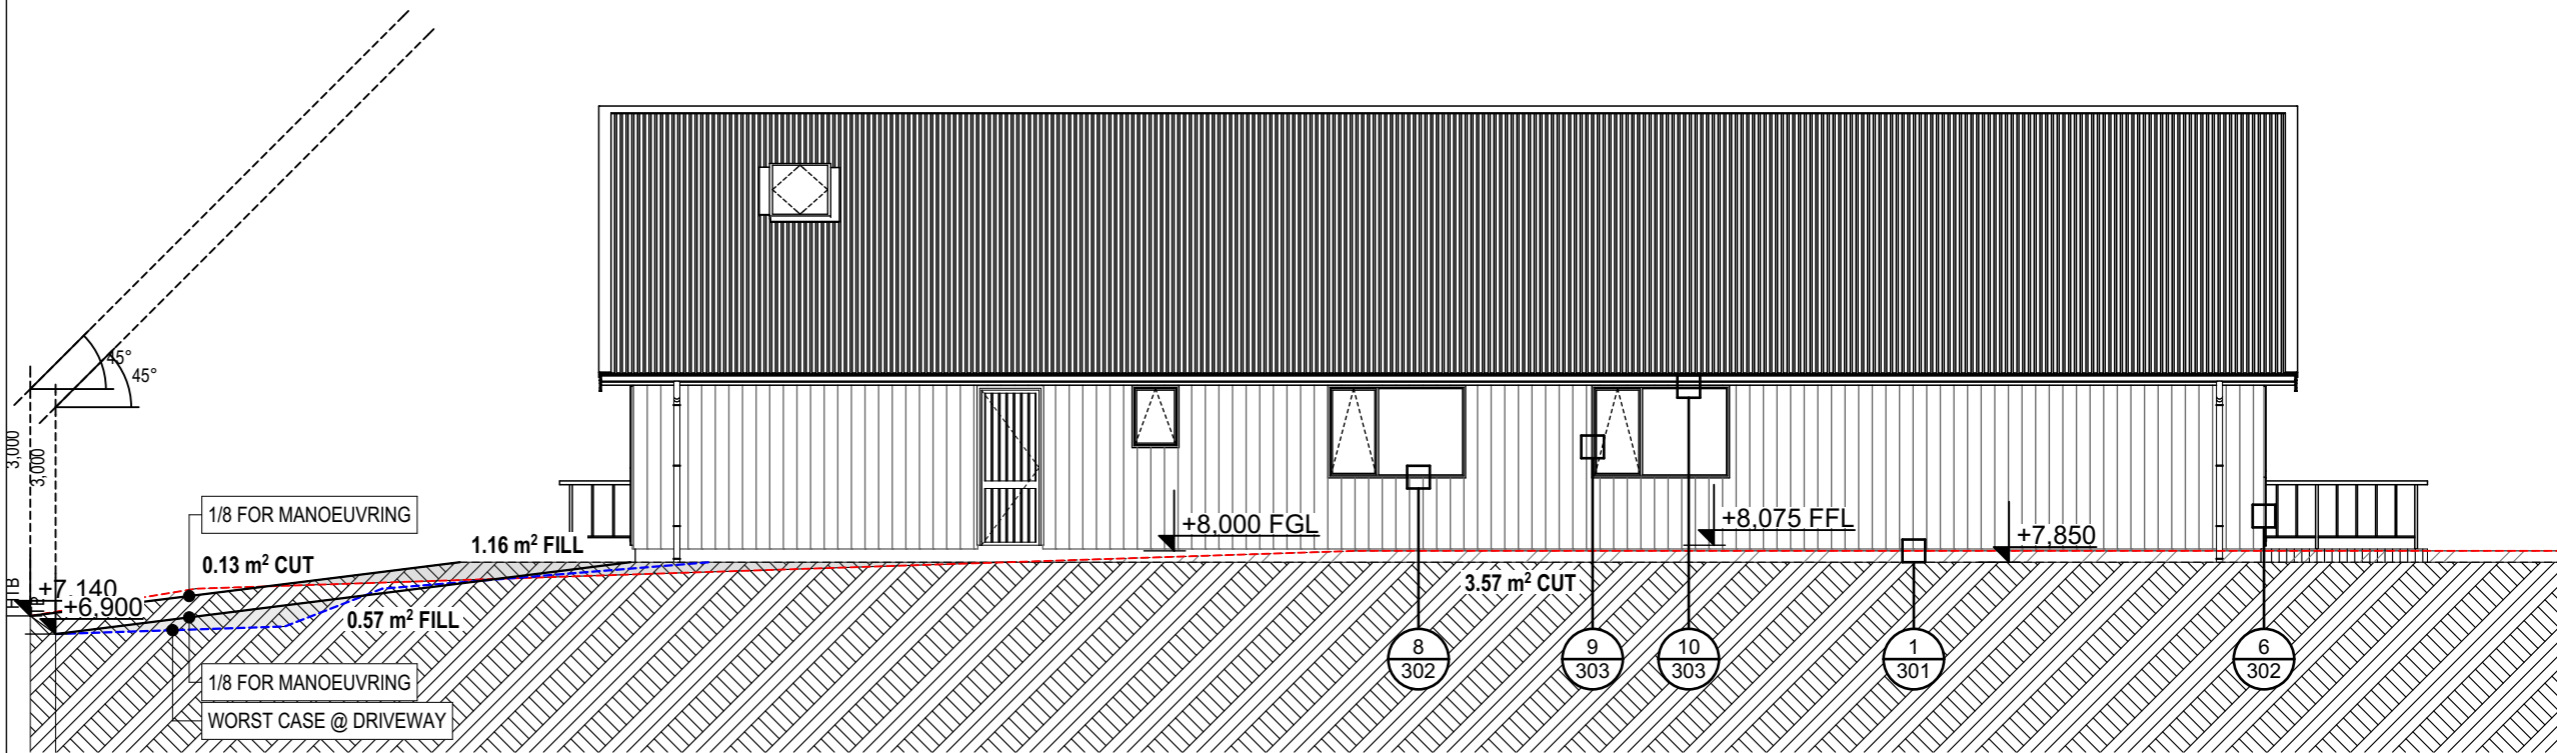 45°
45°
3,000
3,000
1/8 FOR MANOEUVRING
0.13 m² CUT
1.16 m² FILL
+8,000 FGL
+8,075 FFL
+7,850
+7,140
+6,900
0.57 m² FILL
3.57 m² CUT
1/8 FOR MANOEUVRING
WORST CASE @ DRIVEWAY
8
302
9
303
10
303
1
301
6
302